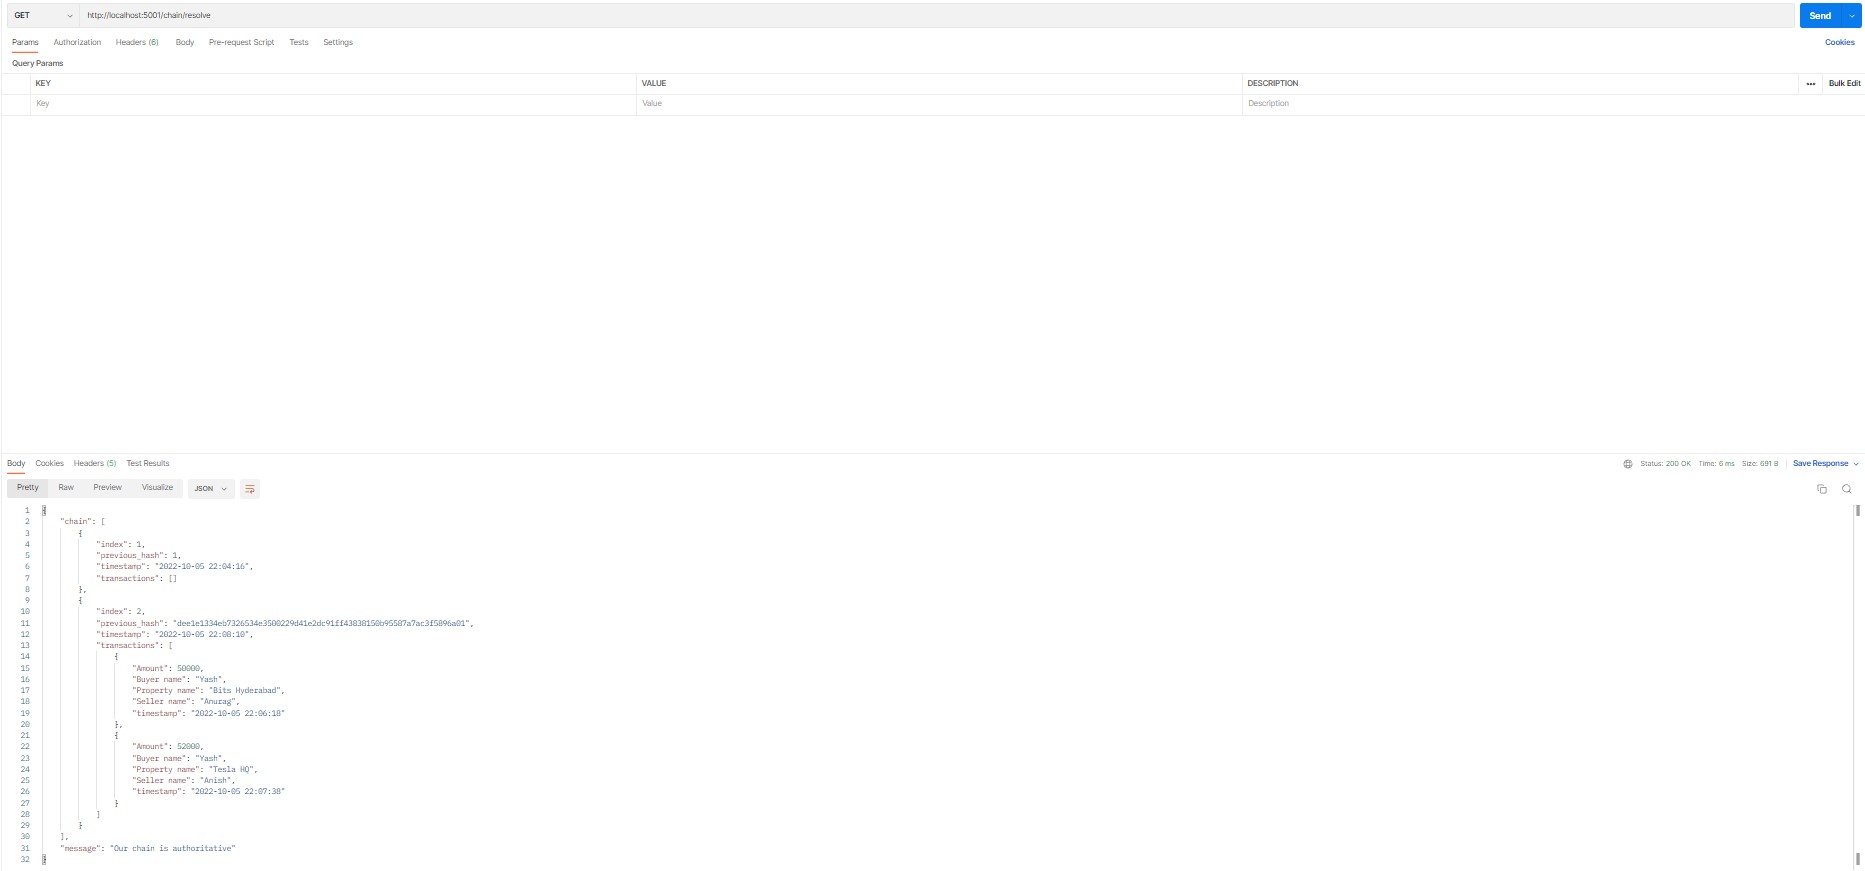 GET http://localhost:5001/chain/resolve Send
Params Authorization Headers (6) Body Pre-request Script Tests Settings Cookies
Query Params
KEY VALUE DESCRIPTION ••• Bulk Edit
Key Value Description
Body Cookies Headers (5) Test Results Status: 200 OK Time: 6 ms Size: 691 B Save Response
Pretty Raw Preview Visualize JSON
1 {
2 "chain": [
3 {
4 "index": 1,
5 "previous_hash": 1,
6 "timestamp": "2022-10-05 22:04:16",
7 "transactions": []
8 },
9 {
10 "index": 2,
11 "previous_hash": "dee1e1334eb7326534e3500229d41e2dc91ff43838150b95587a7ac3f5896a01",
12 "timestamp": "2022-10-05 22:08:10",
13 "transactions": [
14 {
15 "Amount": 50000,
16 "Buyer name": "Yash",
17 "Property name": "Bits Hyderabad",
18 "Seller name": "Anurag",
19 "timestamp": "2022-10-05 22:06:18"
20 },
21 {
22 "Amount": 52000,
23 "Buyer name": "Yash",
24 "Property name": "Tesla HQ",
25 "Seller name": "Anish",
26 "timestamp": "2022-10-05 22:07:38"
27 }
28 ]
29 }
30 ],
31 "message": "Our chain is authoritative"
32 }